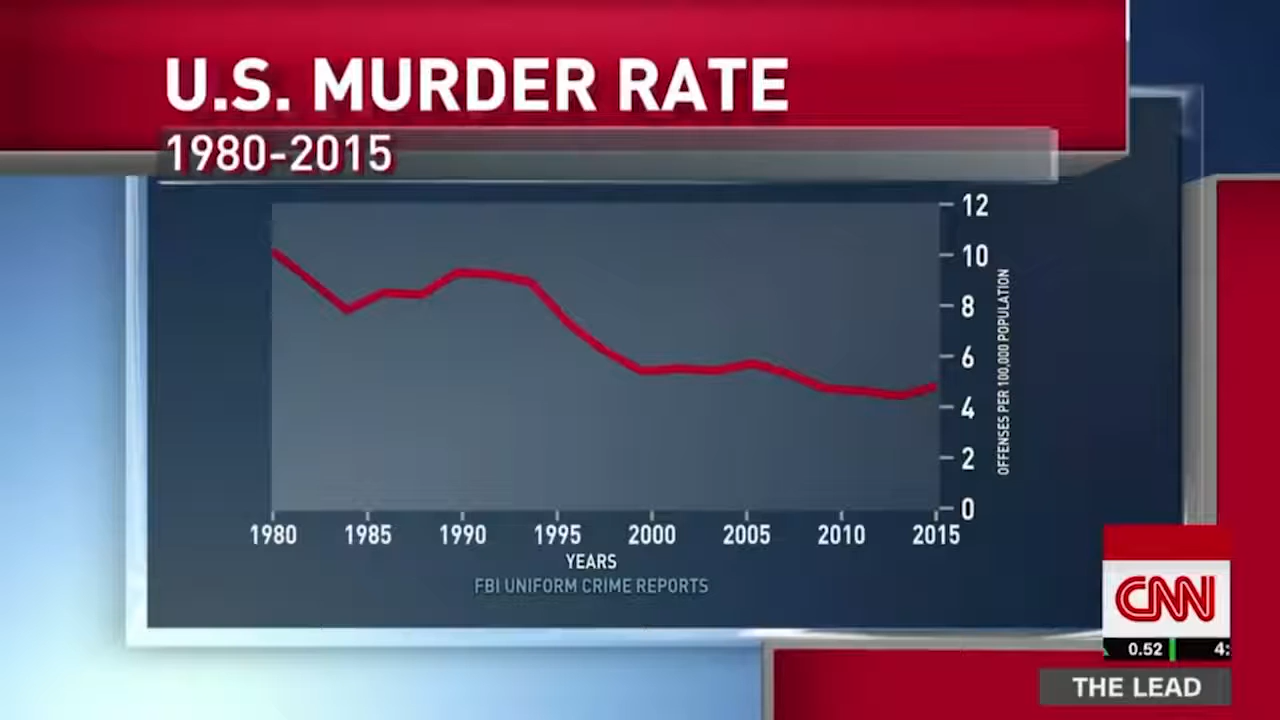 U.S. MURDER RATE
1980-2015
12
10
8
6
4
2
0
OFFENSES PER 100,000 POPULATION
1980 1985 1990 1995 2000 2005 2010 2015
YEARS
FBI UNIFORM CRIME REPORTS
CNN
0.52 4:
THE LEAD